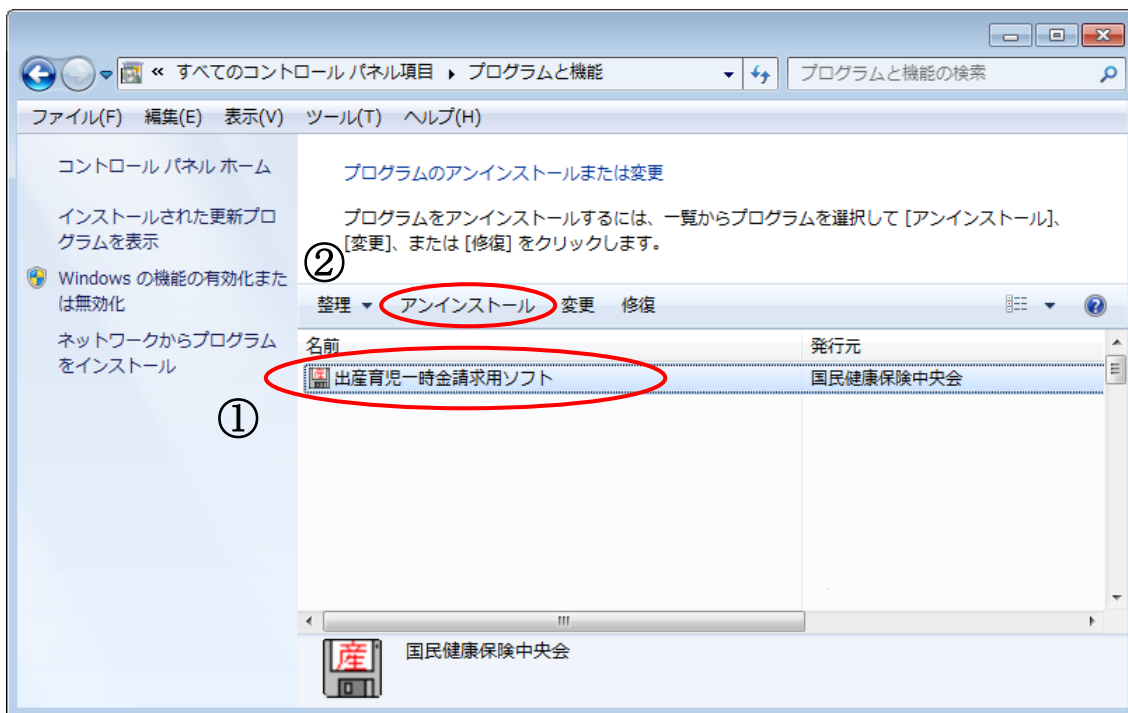 « すべてのコントロール パネル項目 ▸ プログラムと機能
プログラムと機能の検索
ファイル(F) 編集(E) 表示(V) ツール(T) ヘルプ(H)
コントロール パネル ホーム
インストールされた更新プロ
グラムを表示
Windows の機能の有効化また
は無効化
ネットワークからプログラム
をインストール
プログラムのアンインストールまたは変更
プログラムをアンインストールするには、一覧からプログラムを選択して [アンインストール]、
[変更]、または [修復] をクリックします。
②
整理 アンインストール 変更 修復
名前 発行元
出産育児一時金請求用ソフト 国民健康保険中央会
①
産
国民健康保険中央会